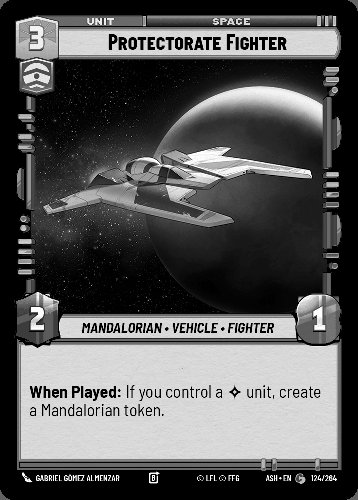 UNIT
SPACE
3
PROTECTORATE FIGHTER
2
MANDALORIAN • VEHICLE • FIGHTER
1
When Played: If you control a ✧ unit, create
a Mandalorian token.
GABRIEL GÓMEZ ALMENZAR
© LFL © FFG
ASH • EN
C
124/264